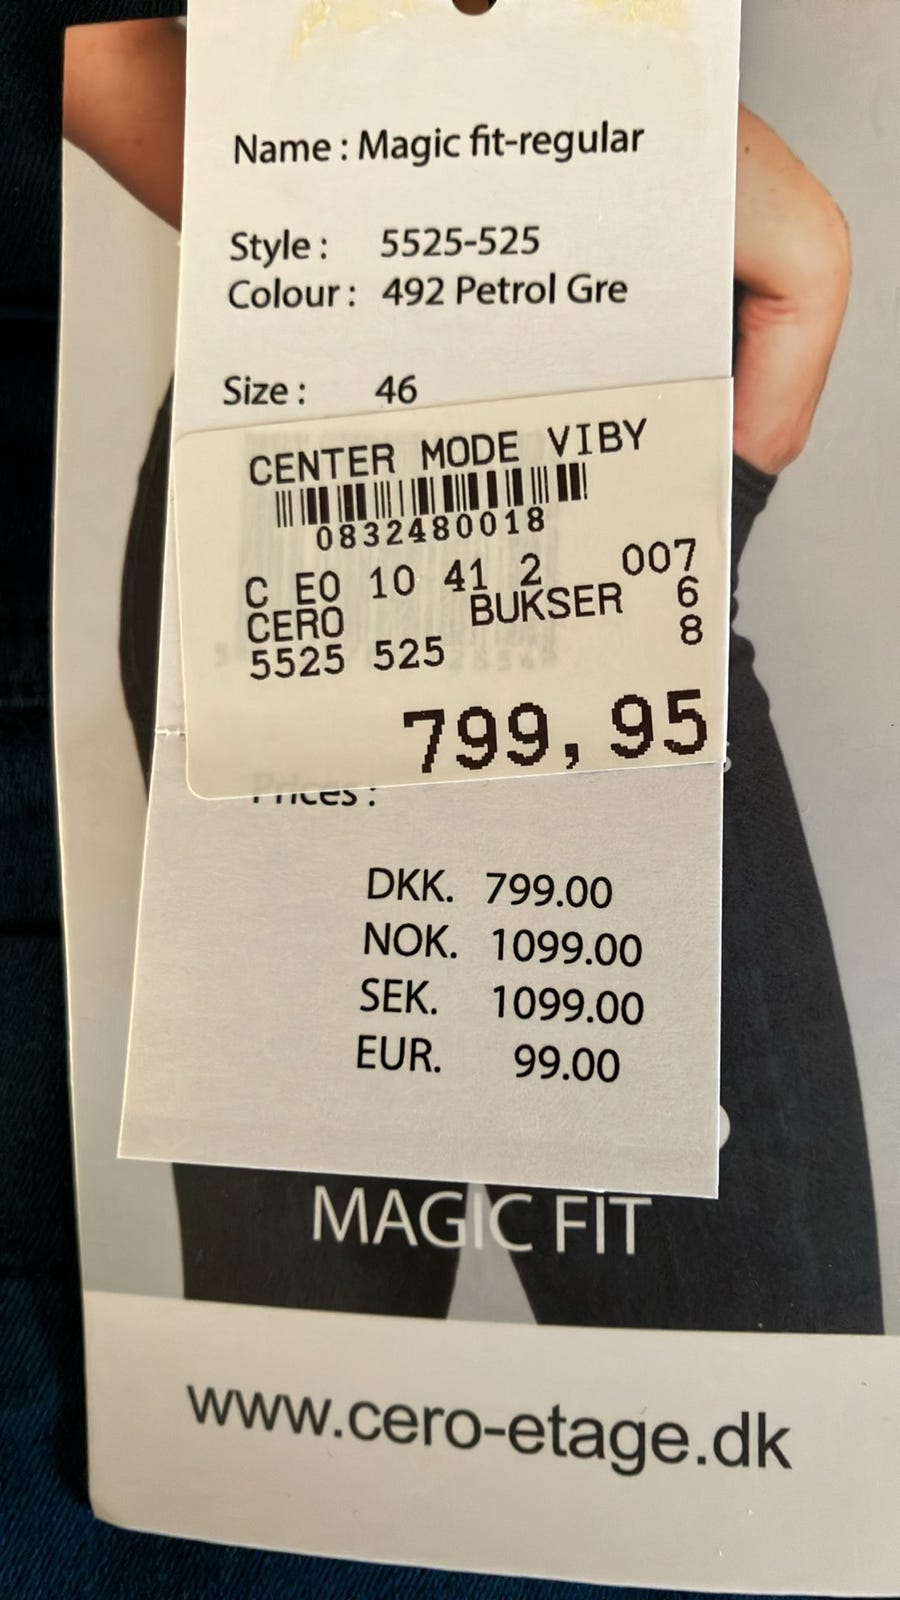 Name : Magic fit-regular
Style : 5525-525
Colour : 492 Petrol Gre
Size : 46
CENTER MODE VIBY
0832480018
C EO 10 41 2 007
CERO BUKSER 6
5525 525 8
799,95
Prices :
DKK. 799.00
NOK. 1099.00
SEK. 1099.00
EUR. 99.00
MAGIC FIT
www.cero-etage.dk